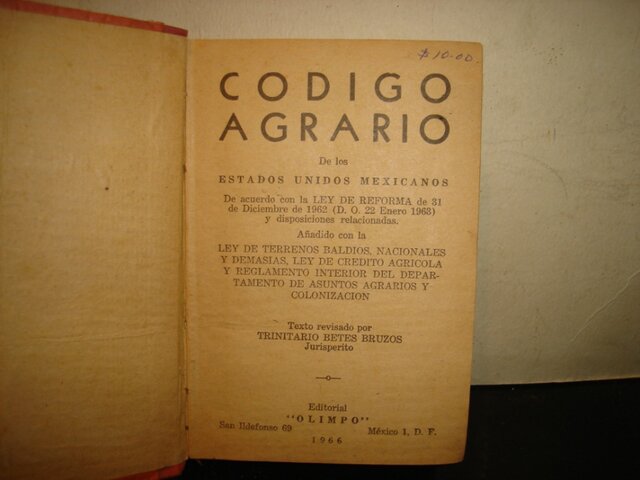 $10.00.
CODIGO
AGRARIO
De los
ESTADOS UNIDOS MEXICANOS
De acuerdo con la LEY DE REFORMA de 31
de Diciembre de 1962 (D. O. 22 Enero 1963)
y disposiciones relacionadas.
Añadido con la
LEY DE TERRENOS BALDIOS, NACIONALES
Y DEMASIAS, LEY DE CREDITO AGRICOLA
Y REGLAMENTO INTERIOR DEL DEPAR-
TAMENTO DE ASUNTOS AGRARIOS Y
COLONIZACION
Texto revisado por
TRINITARIO BETES BRUZOS
Jurisperito
Editorial
"OLIMPO"
San Ildefonso 69 México 1, D. F.
1966